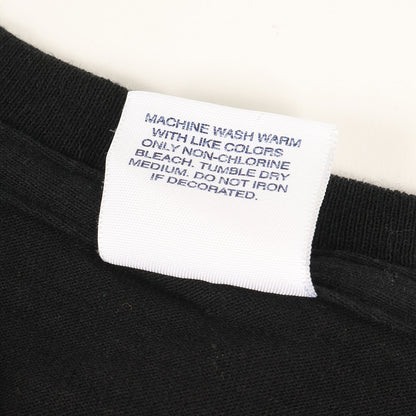 MACHINE WASH WARM
WITH LIKE COLORS
ONLY NON-CHLORINE
BLEACH. TUMBLE DRY
MEDIUM. DO NOT IRON
IF DECORATED.